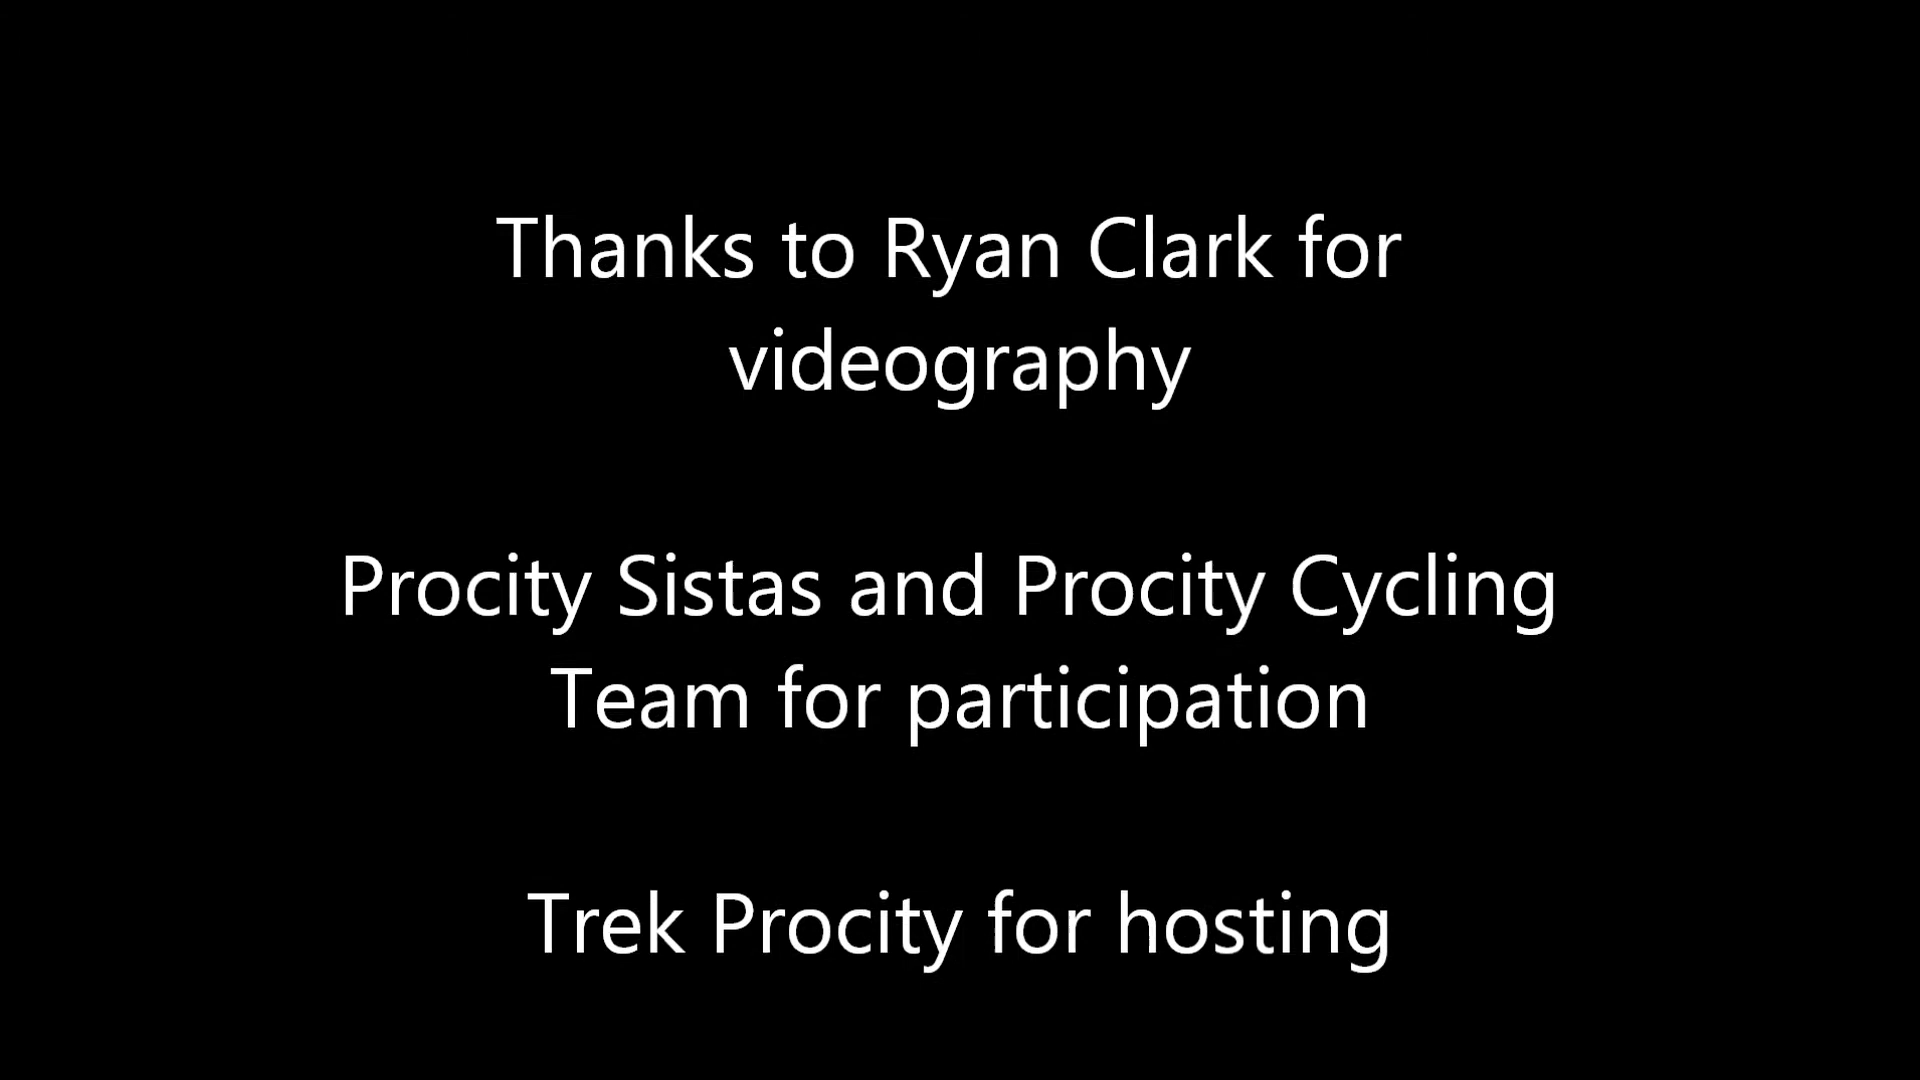 Thanks to Ryan Clark for
videography
Procity Sistas and Procity Cycling
Team for participation
Trek Procity for hosting